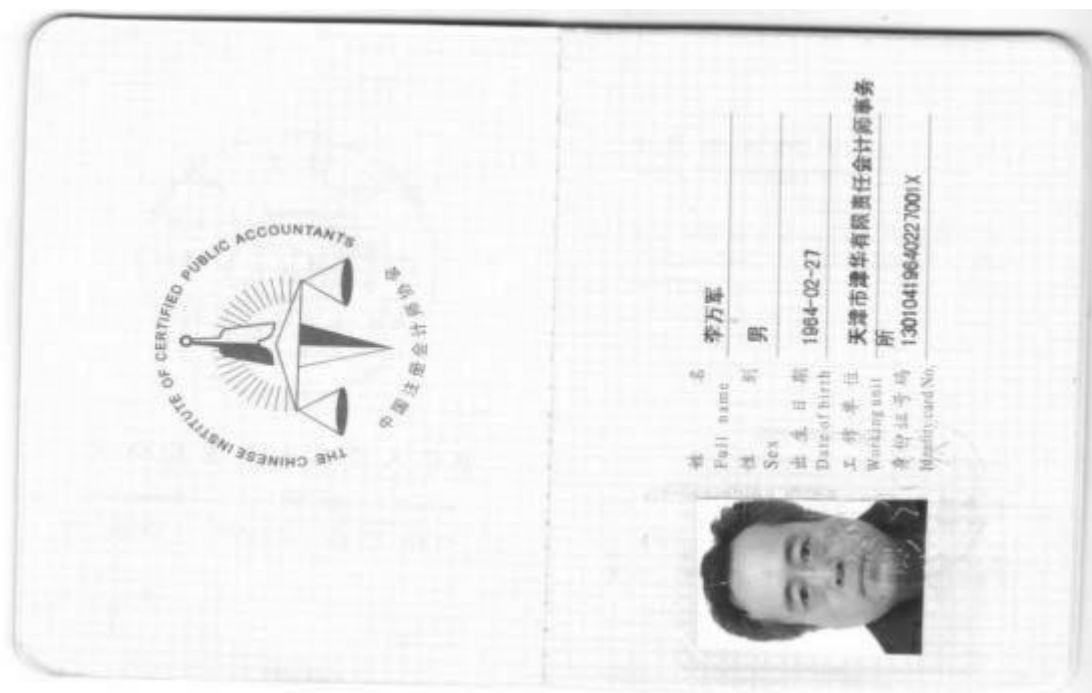 THE CHINESE INSTITUTE OF CERTIFIED PUBLIC ACCOUNTANTS
中国注册会计师协会
姓 名 李万军
Full name
性 别 男
Sex
出 生 日 期 1964-02-27
Date of birth
工 作 单 位 天津市津华有限责任会计师事务
Working unit 所
身份证号码 13010419640227001X
Identity card No.